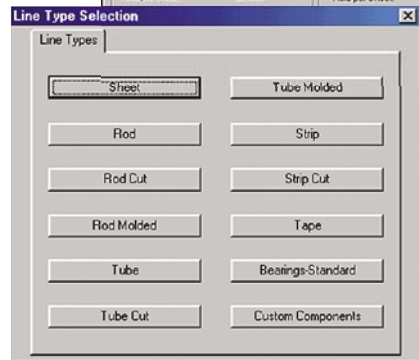 Line Type Selection
Line Types
Sheet
Tube Molded
Rod
Strip
Rod Cut
Strip Cut
Rod Molded
Tape
Tube
Bearings-Standard
Tube Cut
Custom Components